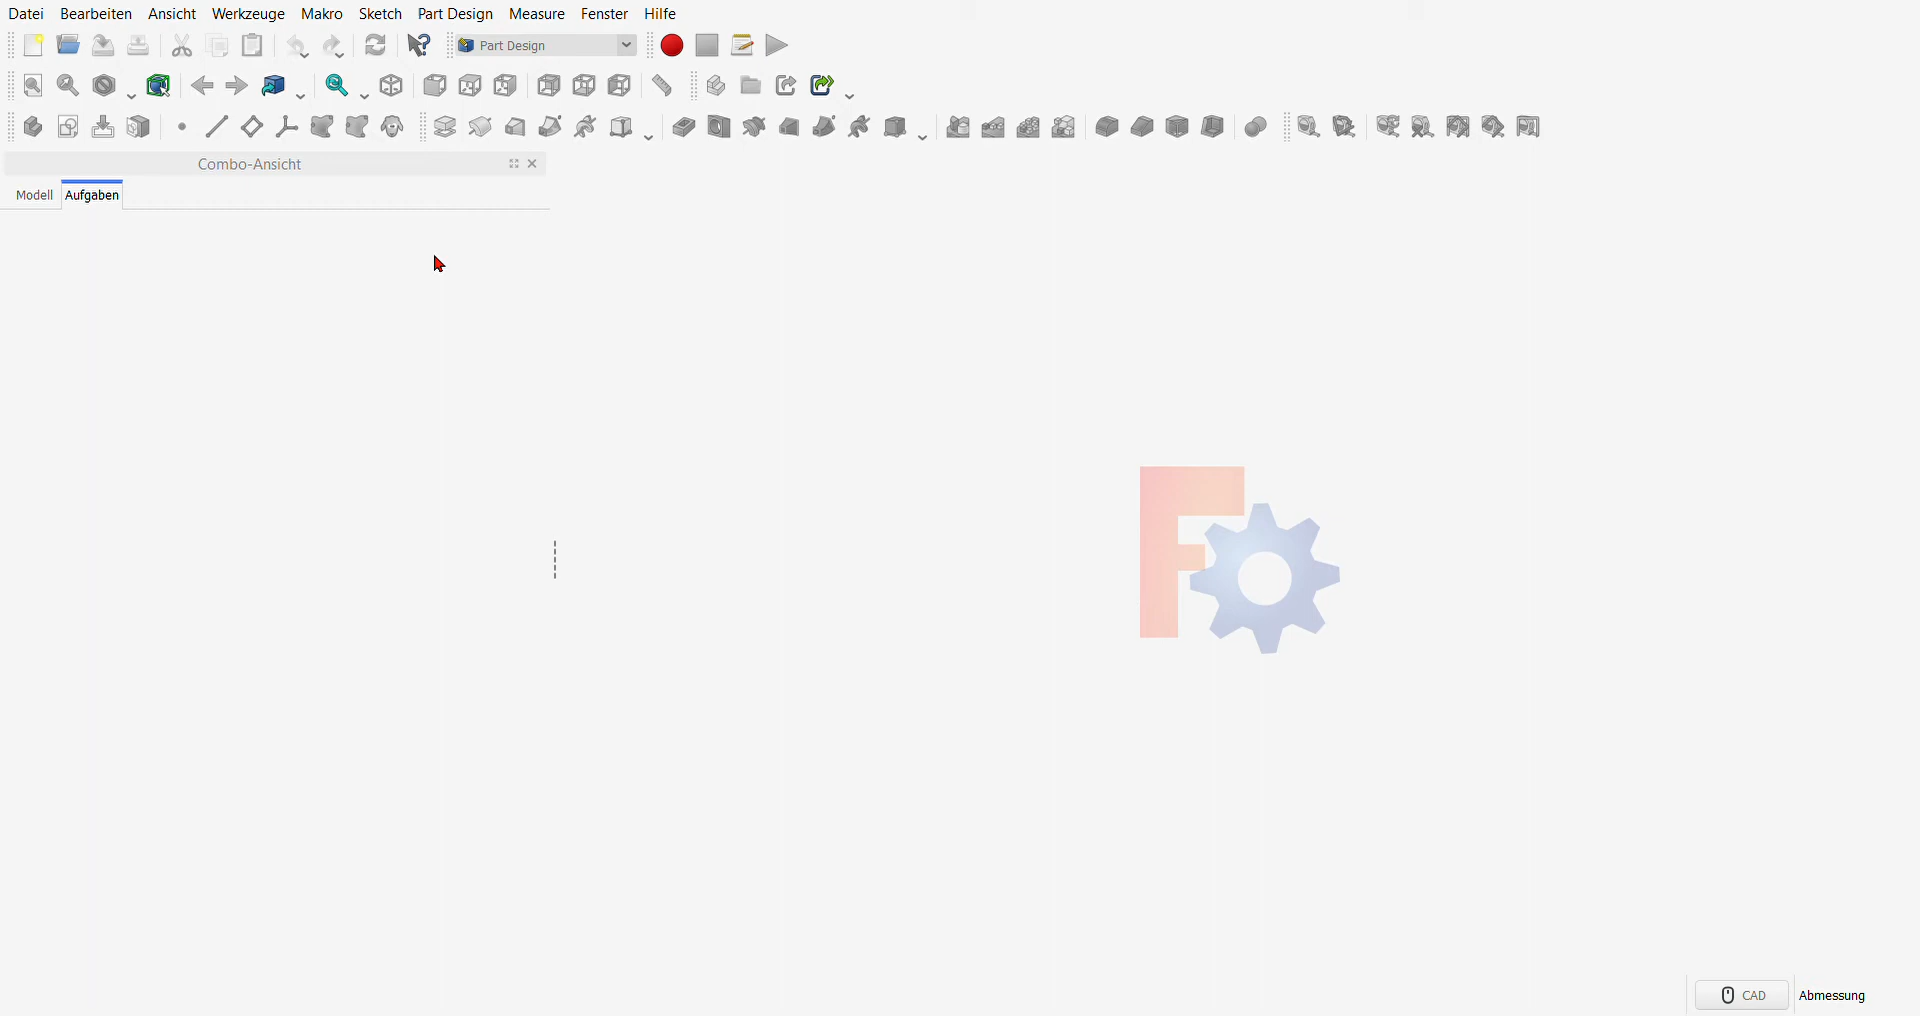 Datei Bearbeiten Ansicht Werkzeuge Makro Sketch Part Design Measure Fenster Hilfe
Part Design
Combo-Ansicht
Modell Aufgaben
CAD Abmessung